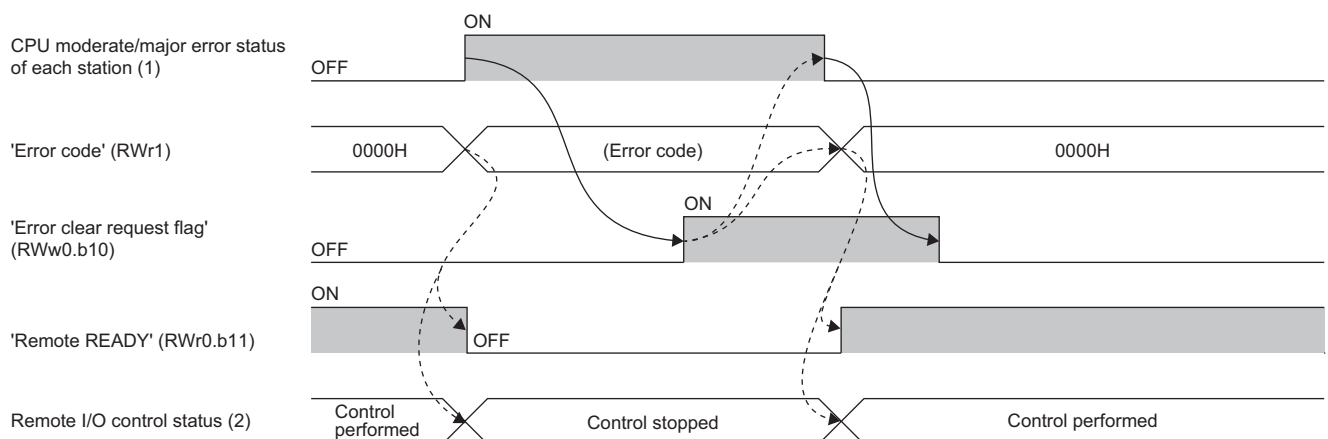 ON
CPU moderate/major error status
of each station (1)
OFF
'Error code' (RWr1)
0000H
(Error code)
0000H
ON
'Error clear request flag'
(RWw0.b10)
OFF
ON
'Remote READY' (RWr0.b11)
OFF
Remote I/O control status (2)
Control
performed
Control stopped
Control performed